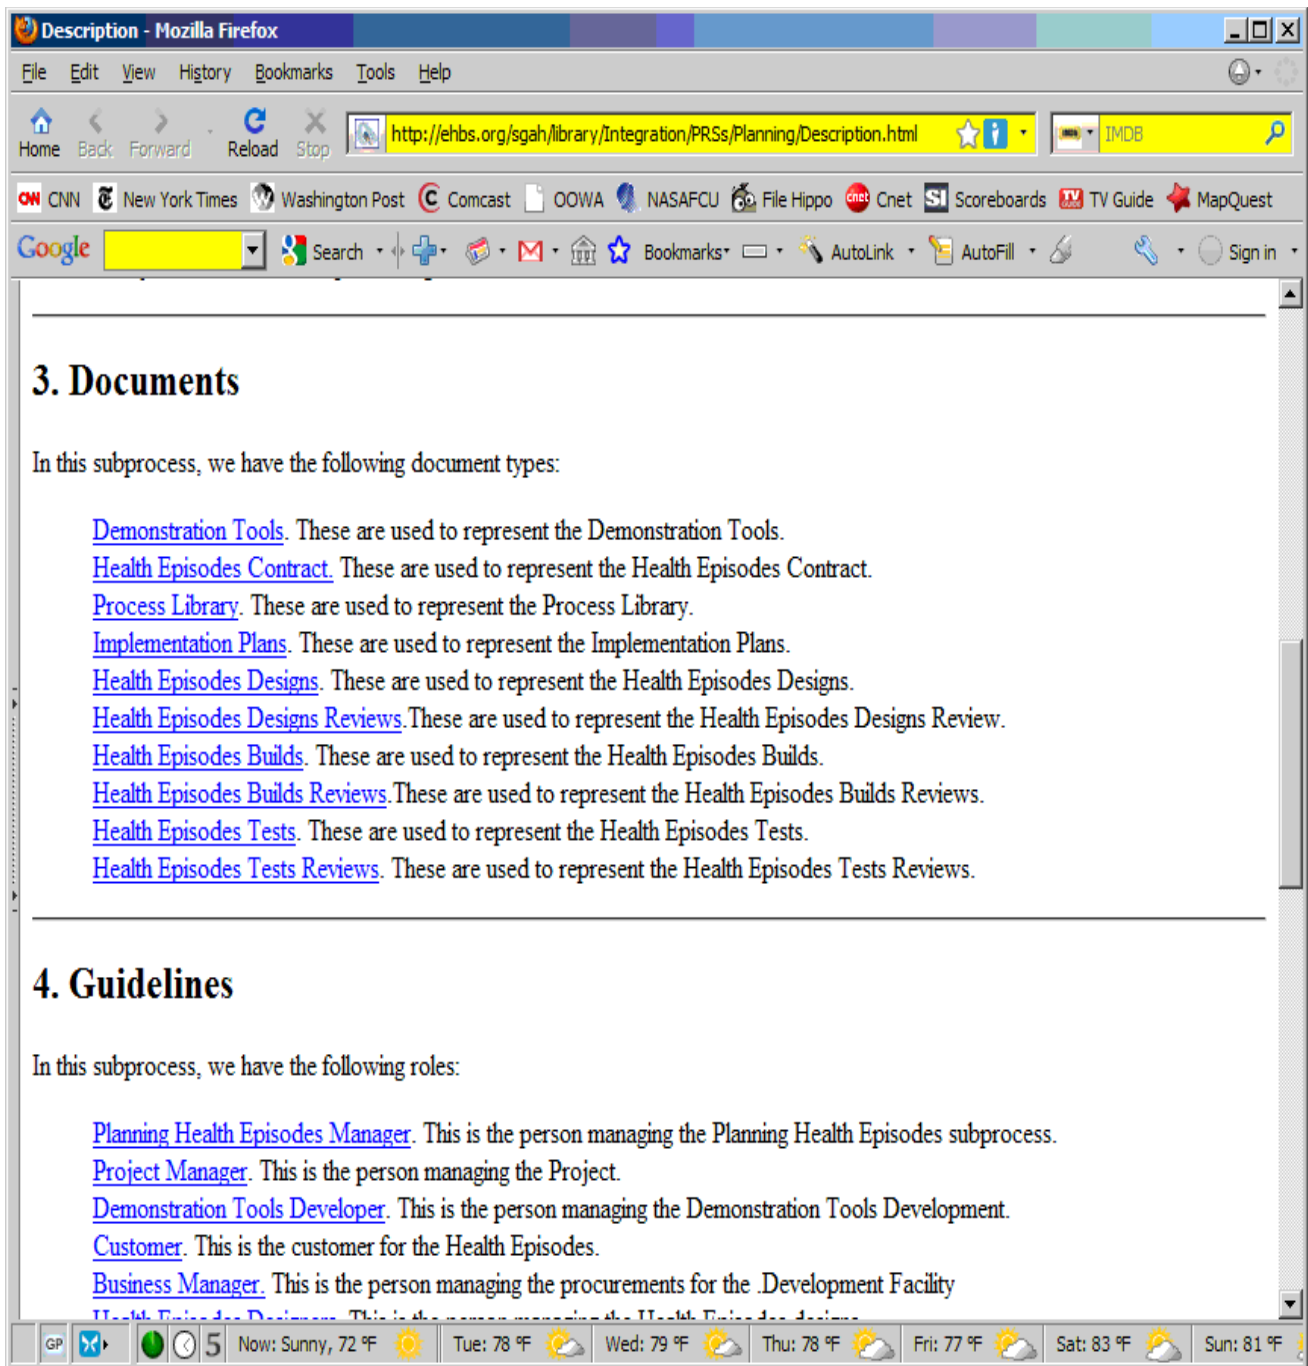 Description - Mozilla Firefox
File Edit View History Bookmarks Tools Help
Home Back Forward Reload Stop http://ehbs.org/sgah/library/Integration/PRSs/Planning/Description.html IMDB
CNN New York Times Washington Post Comcast OOWA NASAFCU File Hippo Cnet Scoreboards TV Guide MapQuest
Google Search Bookmarks AutoLink AutoFill Sign in
3. Documents
In this subprocess, we have the following document types:
Demonstration Tools. These are used to represent the Demonstration Tools.
Health Episodes Contract. These are used to represent the Health Episodes Contract.
Process Library. These are used to represent the Process Library.
Implementation Plans. These are used to represent the Implementation Plans.
Health Episodes Designs. These are used to represent the Health Episodes Designs.
Health Episodes Designs Reviews.These are used to represent the Health Episodes Designs Review.
Health Episodes Builds. These are used to represent the Health Episodes Builds.
Health Episodes Builds Reviews.These are used to represent the Health Episodes Builds Reviews.
Health Episodes Tests. These are used to represent the Health Episodes Tests.
Health Episodes Tests Reviews. These are used to represent the Health Episodes Tests Reviews.
4. Guidelines
In this subprocess, we have the following roles:
Planning Health Episodes Manager. This is the person managing the Planning Health Episodes subprocess.
Project Manager. This is the person managing the Project.
Demonstration Tools Developer. This is the person managing the Demonstration Tools Development.
Customer. This is the customer for the Health Episodes.
Business Manager. This is the person managing the procurements for the .Development Facility
Health Episodes Designers. This is the person managing the Health Episodes designs
GP 5 Now: Sunny, 72 °F Tue: 78 °F Wed: 79 °F Thu: 78 °F Fri: 77 °F Sat: 83 °F Sun: 81 °F